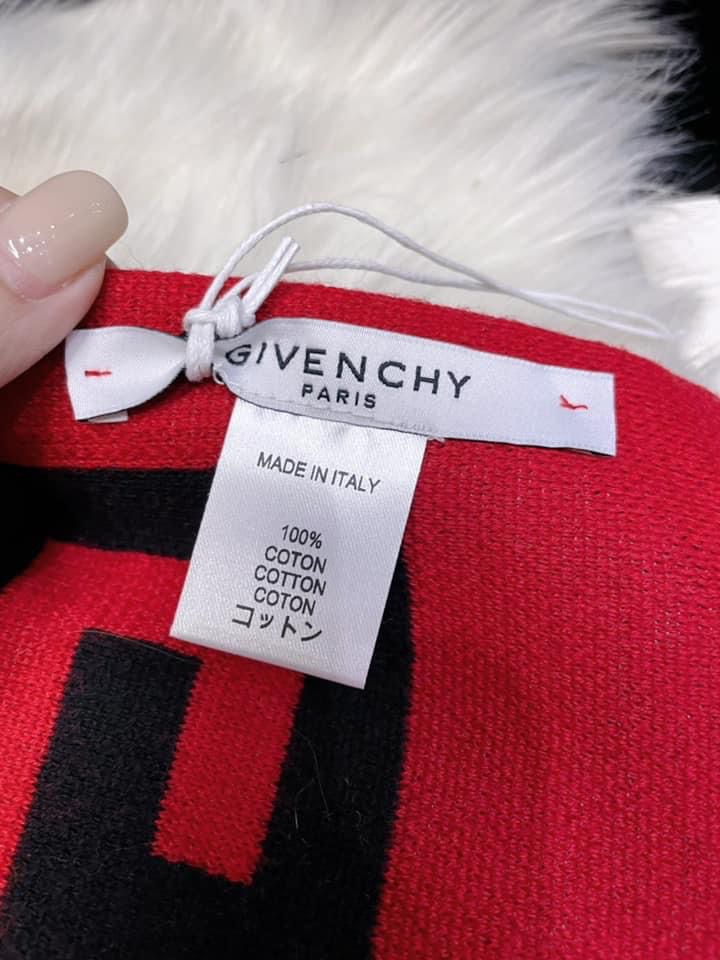 GIVENCHY
PARIS
MADE IN ITALY
100%
COTON
COTTON
COTON
コットン